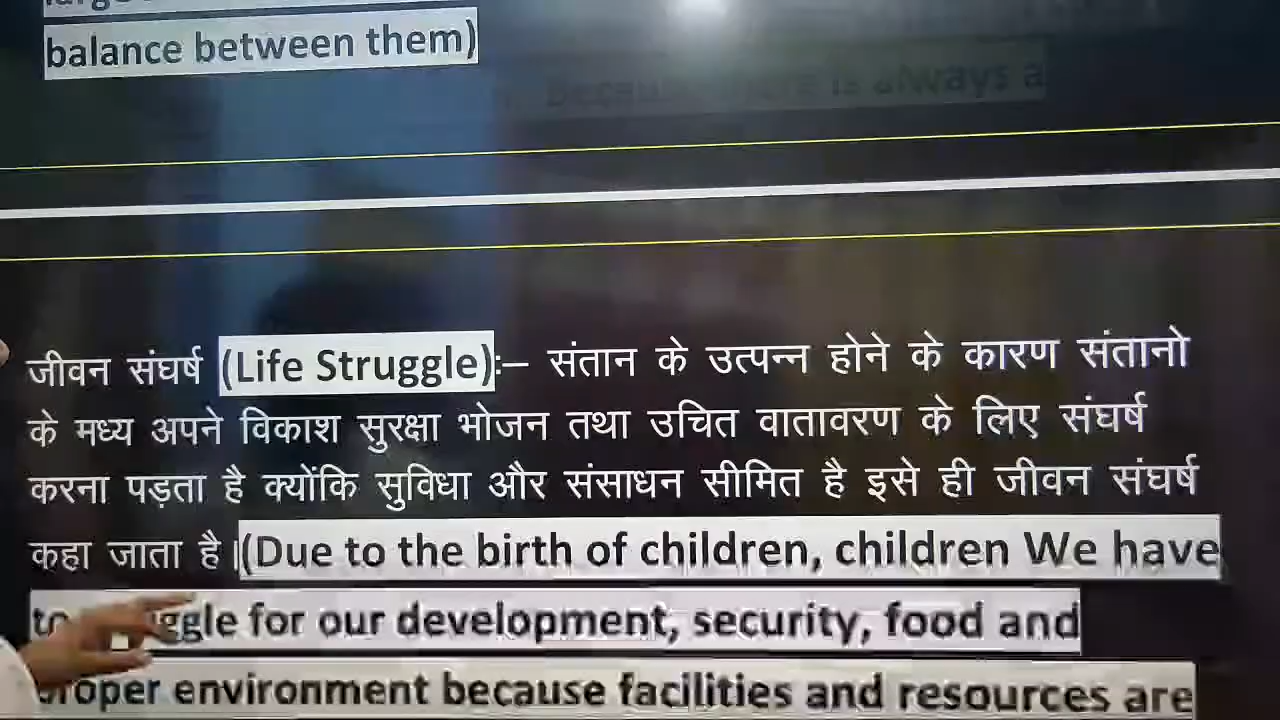 balance between them)
is always a
जीवन संघर्ष (Life Struggle):– संतान के उत्पन्न होने के कारण संतानो
के मध्य अपने विकाश सुरक्षा भोजन तथा उचित वातावरण के लिए संघर्ष
करना पड़ता है क्योंकि सुविधा और संसाधन सीमित है इसे ही जीवन संघर्ष
कहा जाता है।(Due to the birth of children, children We have
for our development, security, food and
environment because facilities and resources are